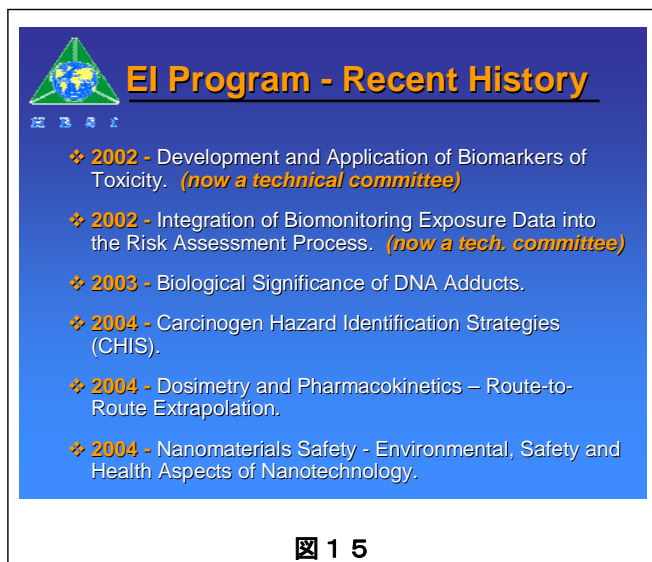 EI Program - Recent History
H E S I
❖ 2002 - Development and Application of Biomarkers of
Toxicity. (now a technical committee)
❖ 2002 - Integration of Biomonitoring Exposure Data into
the Risk Assessment Process. (now a tech. committee)
❖ 2003 - Biological Significance of DNA Adducts.
❖ 2004 - Carcinogen Hazard Identification Strategies
(CHIS).
❖ 2004 - Dosimetry and Pharmacokinetics – Route-to-
Route Extrapolation.
❖ 2004 - Nanomaterials Safety - Environmental, Safety and
Health Aspects of Nanotechnology.
図１５